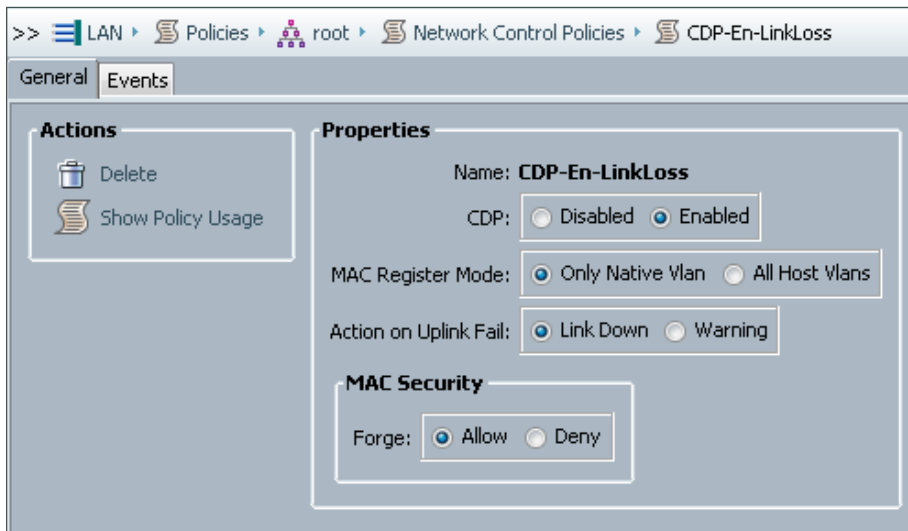 >> LAN Policies root Network Control Policies CDP-En-LinkLoss
General Events
Actions
Delete
Show Policy Usage
Properties
Name: CDP-En-LinkLoss
CDP: Disabled Enabled
MAC Register Mode: Only Native Vlan All Host Vlans
Action on Uplink Fail: Link Down Warning
MAC Security
Forge: Allow Deny